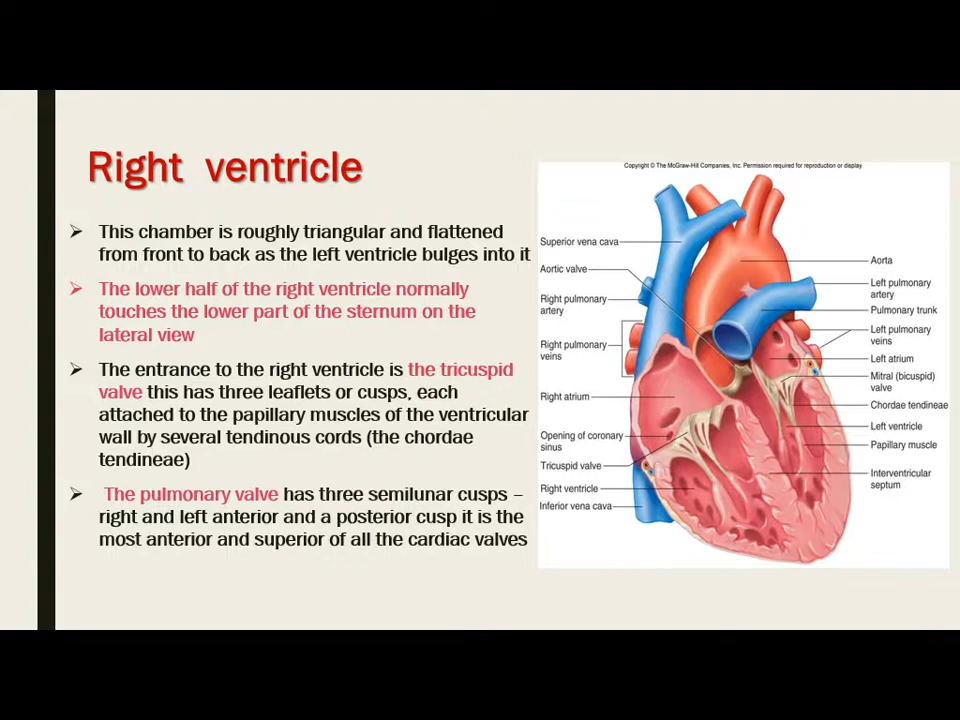 Right ventricle
➢ This chamber is roughly triangular and flattened
from front to back as the left ventricle bulges into it
➢ The lower half of the right ventricle normally
touches the lower part of the sternum on the
lateral view
➢ The entrance to the right ventricle is the tricuspid
valve this has three leaflets or cusps, each
attached to the papillary muscles of the ventricular
wall by several tendinous cords (the chordae
tendineae)
➢ The pulmonary valve has three semilunar cusps –
right and left anterior and a posterior cusp it is the
most anterior and superior of all the cardiac valves
Copyright © The McGraw-Hill Companies, Inc. Permission required for reproduction or display.
Superior vena cava
Aortic valve
Right pulmonary
artery
Right pulmonary
veins
Right atrium
Opening of coronary
sinus
Tricuspid valve
Right ventricle
Inferior vena cava
Aorta
Left pulmonary
artery
Pulmonary trunk
Left pulmonary
veins
Left atrium
Mitral (bicuspid)
valve
Chordae tendineae
Left ventricle
Papillary muscle
Interventricular
septum